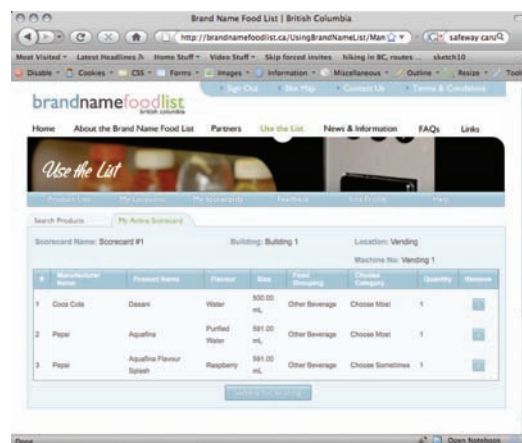 Brand Name Food List | British Columbia
http://brandnamefoodlist.ca/UsingBrandNameList/Man
safeway can/
Most Visited Latest Headlines Home Stuff Video Stuff Skip forced invites hiking in BC, routes ... sketch10
Disable Cookies CSS Forms Images Information Miscellaneous Outline Resize Tool
Sign Out Site Map Contact Us Terms & Conditions
brandnamefoodlist
british columbia
Home About the Brand Name Food List Partners Use the List News & Information FAQs Links
Use the List
Product List My Locations My Scorecards Feedback Edit Profile Help
Search Products My Active Scorecard
Scorecard Name: Scorecard #1 Building: Building 1 Location: Vending
Machine No: Vending 1
# Manufacturer Name Product Name Flavour Size Food Grouping Choose Category Quantity Remove
1 Coca Cola Dasani Water 500.00 mL Other Beverage Choose Most 1
2 Pepsi Aquafina Purified Water 591.00 mL Other Beverage Choose Most 1
3 Pepsi Aquafina Flavour Splash Raspberry 591.00 mL Other Beverage Choose Sometimes 1
Done Open Notebook